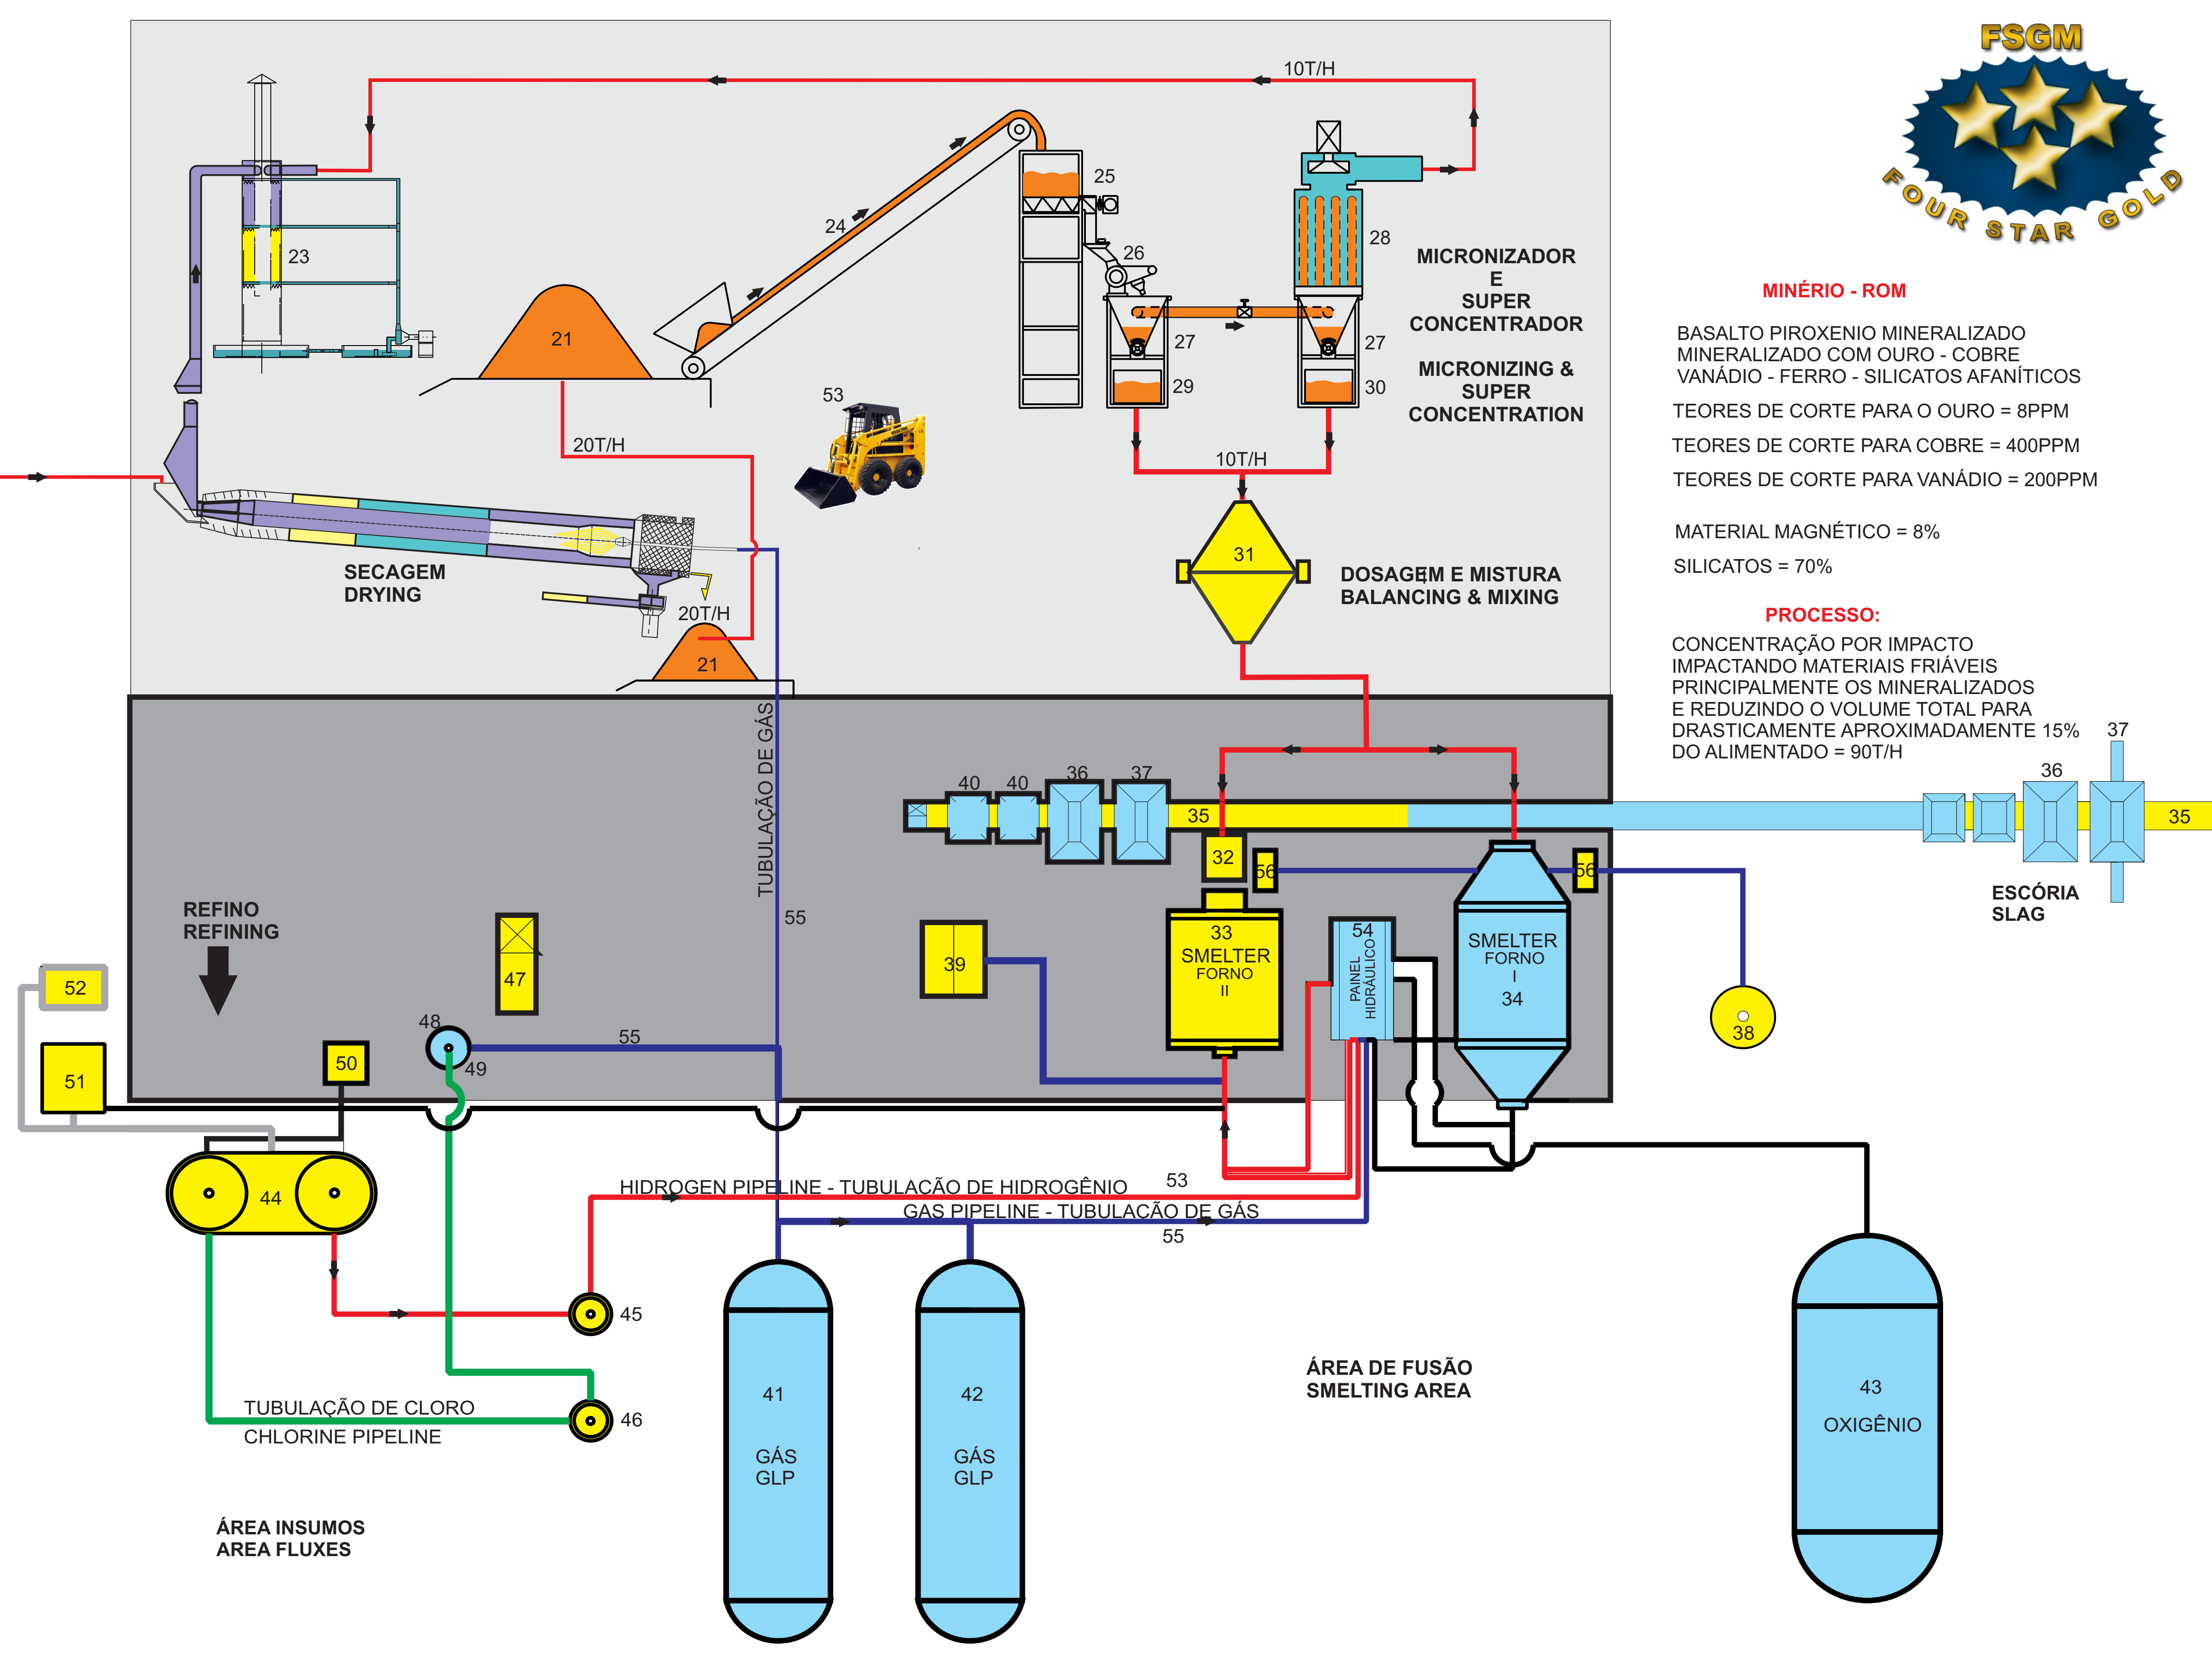 FSGM
FOUR STAR GOLD
10T/H
23
24
25
26
28
27
27
29
30
21
53
MICRONIZADOR
E
SUPER
CONCENTRADOR
MICRONIZING &
SUPER
CONCENTRATION
MINÉRIO - ROM
BASALTO PIROXENIO MINERALIZADO
MINERALIZADO COM OURO - COBRE
VANÁDIO - FERRO - SILICATOS AFANÍTICOS
TEORES DE CORTE PARA O OURO = 8PPM
TEORES DE CORTE PARA COBRE = 400PPM
TEORES DE CORTE PARA VANÁDIO = 200PPM
MATERIAL MAGNÉTICO = 8%
SILICATOS = 70%
PROCESSO:
CONCENTRAÇÃO POR IMPACTO
IMPACTANDO MATERIAIS FRIÁVEIS
PRINCIPALMENTE OS MINERALIZADOS
E REDUZINDO O VOLUME TOTAL PARA
DRASTICAMENTE APROXIMADAMENTE 15%
DO ALIMENTADO = 90T/H
20T/H
10T/H
SECAGEM
DRYING
20T/H
21
31
DOSAGEM E MISTURA
BALANCING & MIXING
TUBULAÇÃO DE GÁS
55
40
40
36
37
35
32
56
56
36
37
35
ESCÓRIA
SLAG
REFINO
REFINING
47
39
33
SMELTER
FORNO
II
54
PAINEL
HIDRÁULICO
SMELTER
FORNO
I
34
38
52
51
50
48
49
55
44
HIDROGEN PIPELINE - TUBULAÇÃO DE HIDROGÊNIO
53
GAS PIPELINE - TUBULAÇÃO DE GÁS
55
45
46
TUBULAÇÃO DE CLORO
CHLORINE PIPELINE
41
GÁS
GLP
42
GÁS
GLP
ÁREA DE FUSÃO
SMELTING AREA
43
OXIGÊNIO
ÁREA INSUMOS
AREA FLUXES